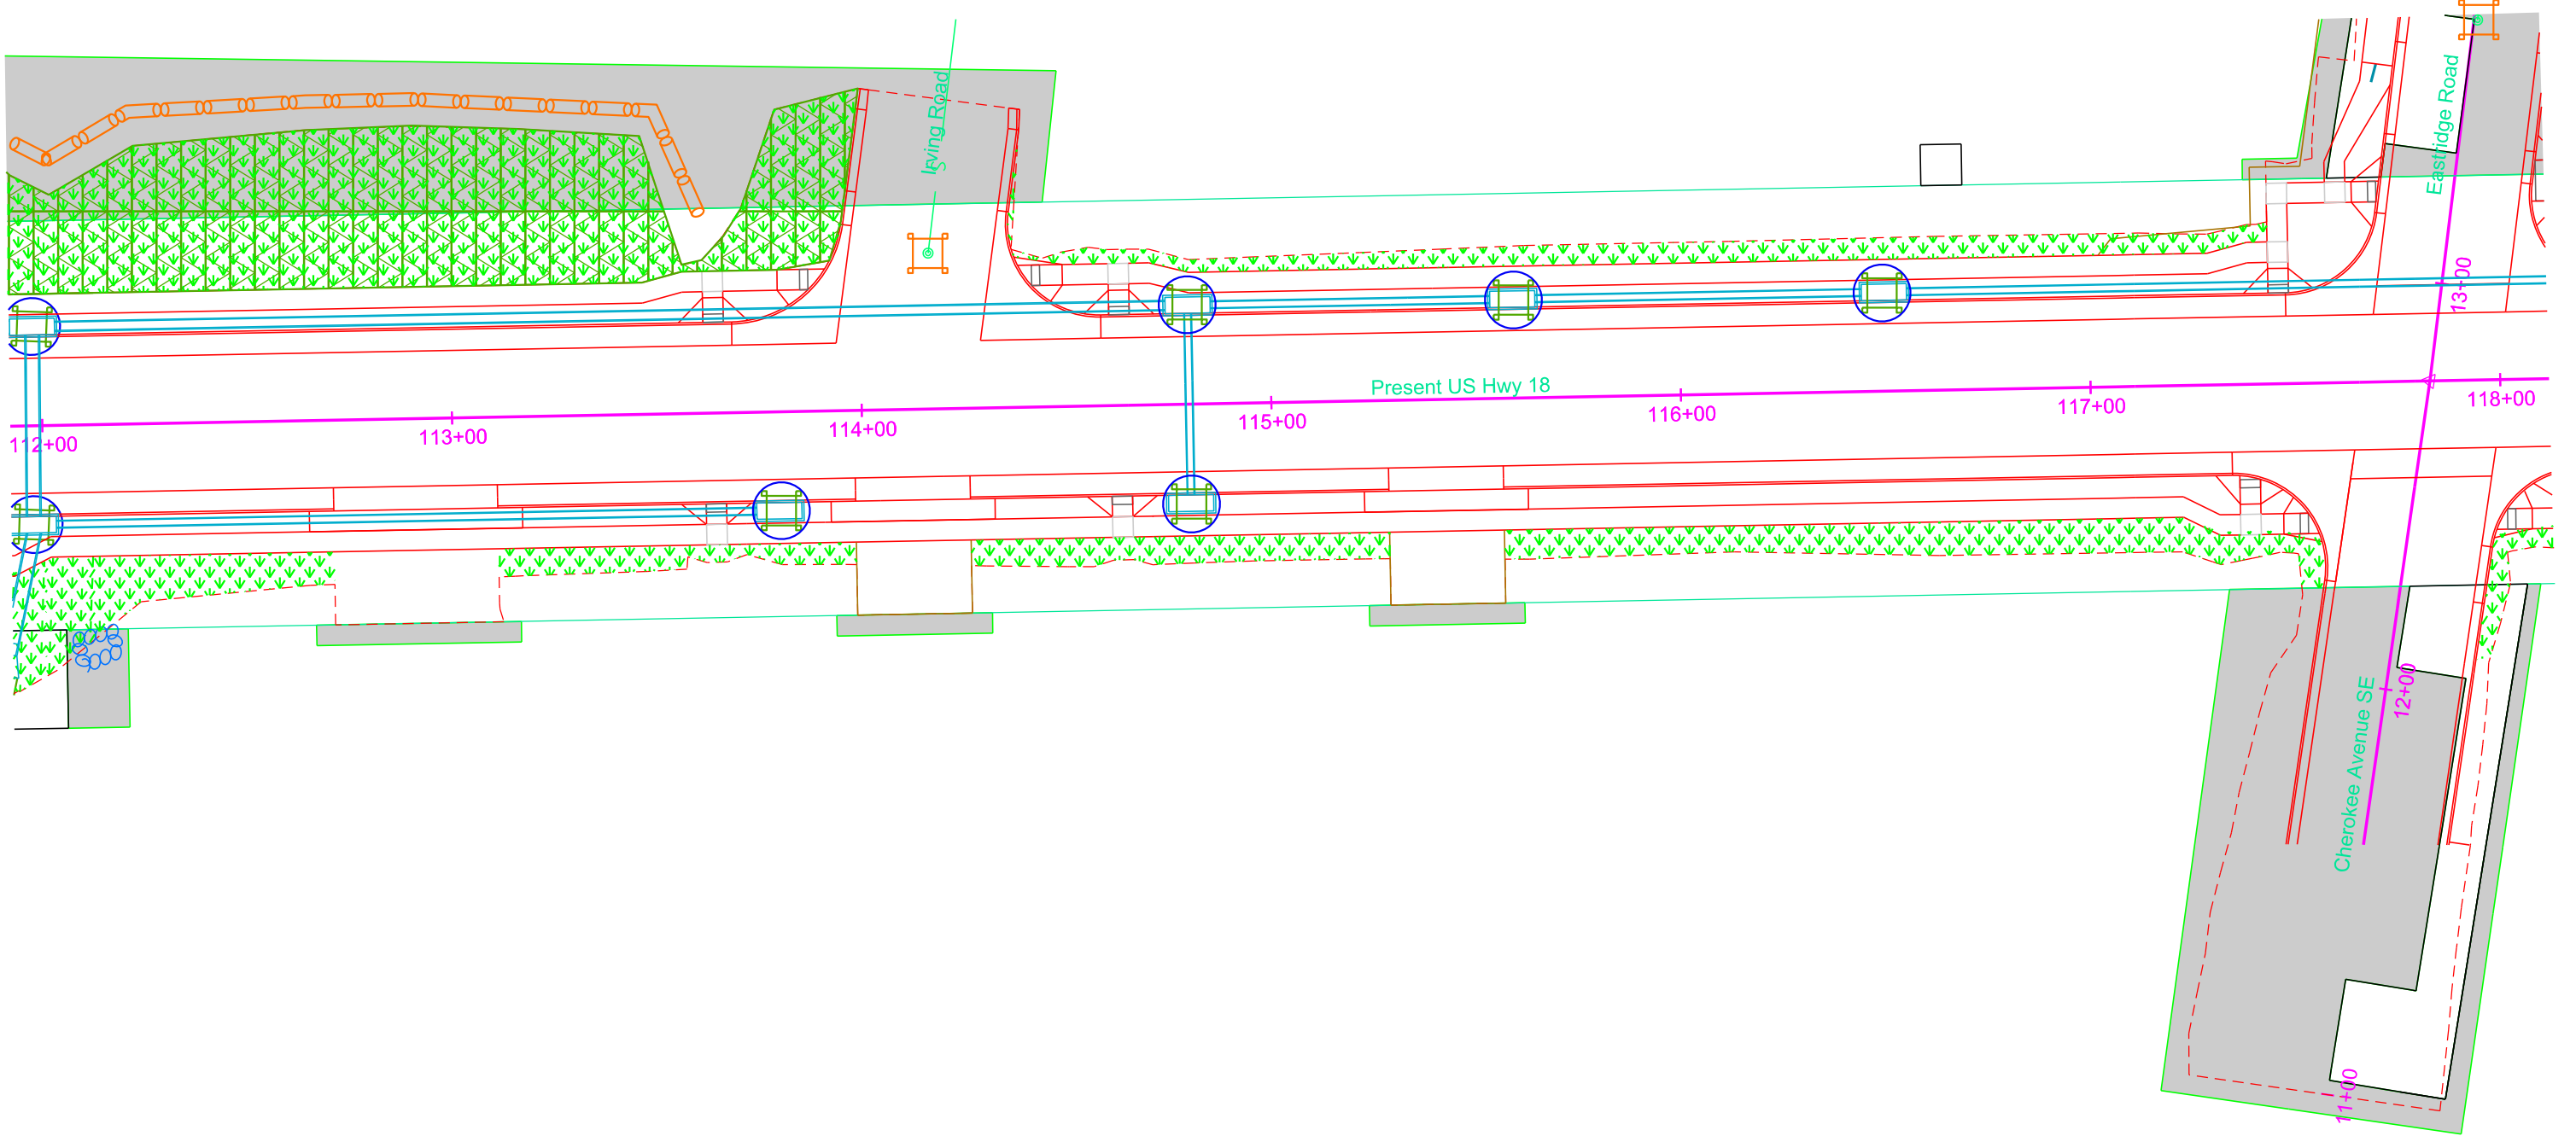 Irving Road
Eastridge Road
13+00
Present US Hwy 18
112+00
113+00
114+00
115+00
116+00
117+00
118+00
12+00
Cherokee Avenue SE
11+00